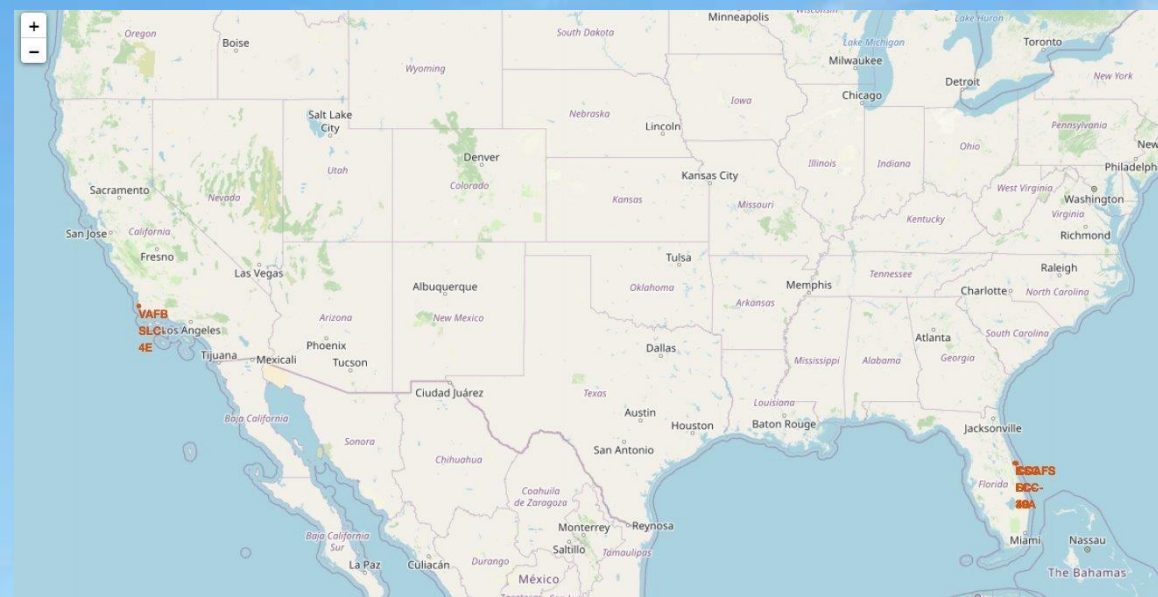 +
−
Oregon
Boise
South Dakota
Minneapolis
Lake Huron
Toronto
Wyoming
Lake Michigan
Milwaukee
Detroit
New York
Chicago
Salt Lake
City
Nebraska
Iowa
Lincoln
Pennsylvania
New
Philadelph
Ohio
Denver
Utah
Colorado
Illinois
Indiana
Kansas City
Sacramento
Nevada
Kansas
Missouri
West Virginia
Washington
Virginia
Kentucky
San Jose
California
Richmond
Fresno
Las Vegas
Tulsa
Raleigh
Albuquerque
Oklahoma
Memphis
Tennessee
Charlotte
North Carolina
New Mexico
Arizona
Arkansas
VAFB
SLC-
4E
Los Angeles
South Carolina
Atlanta
Phoenix
Dallas
Tijuana
Mexicali
Tucson
Mississippi
Alabama
Georgia
Ciudad Juárez
Texas
Louisiana
Austin
Houston
Baton Rouge
Jacksonville
Baja California
Sonora
San Antonio
Chihuahua
Florida
Coahuila
de Zaragoza
Monterrey
Reynosa
Baja California
Sur
Saltillo
Tamaulipas
Miami
Nassau
La Paz
Culiacán
Durango
México
The Bahamas